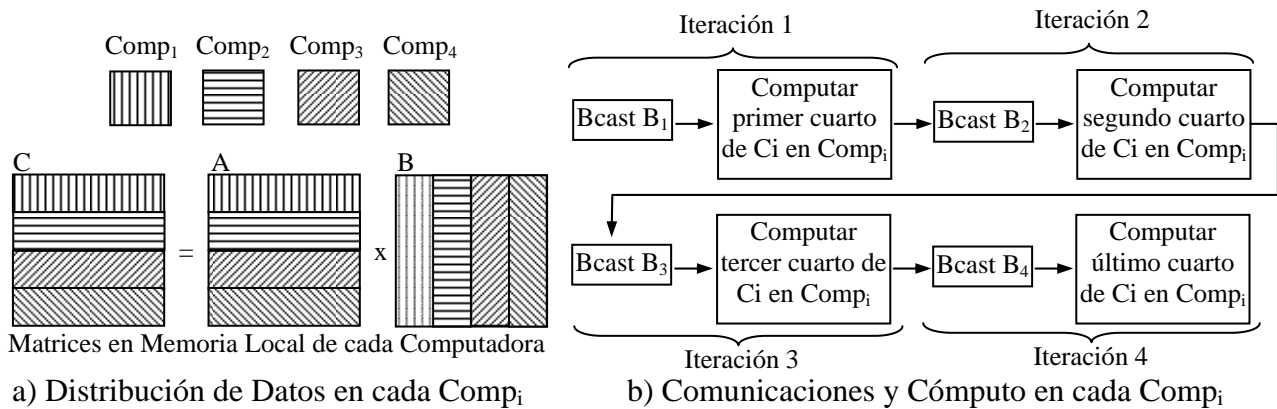 Comp1 Comp2 Comp3 Comp4
C
A
B
=
x
Matrices en Memoria Local de cada Computadora
a) Distribución de Datos en cada Compi
Iteración 1
Iteración 2
Bcast B1
Computar
primer cuarto
de Ci en Compi
Bcast B2
Computar
segundo cuarto
de Ci en Compi
Bcast B3
Computar
tercer cuarto de
Ci en Compi
Bcast B4
Computar
último cuarto
de Ci en Compi
Iteración 3
Iteración 4
b) Comunicaciones y Cómputo en cada Compi